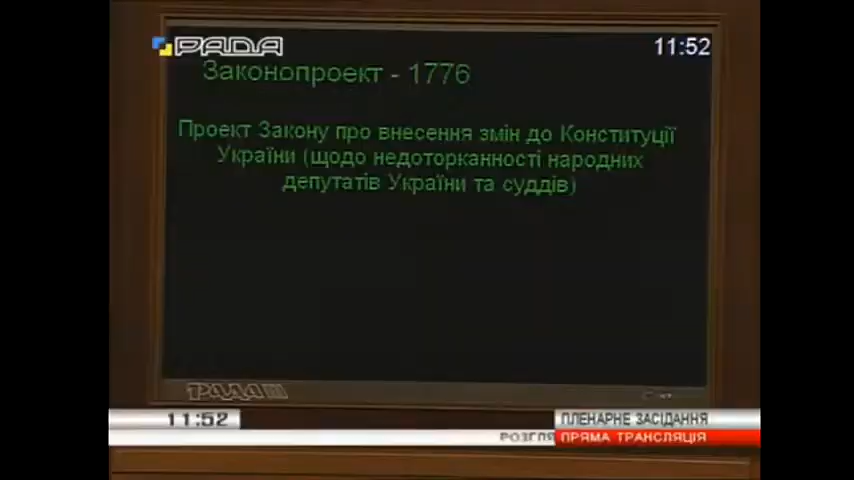 РАДА
11:52
Законопроект - 1776
Проект Закону про внесення змін до Конституції
України (щодо недоторканності народних
депутатів України та суддів)
РАДА
11:52
ПЛЕНАРНЕ ЗАСІДАННЯ
РОЗГЛЯ
ПРЯМА ТРАНСЛЯЦІЯ